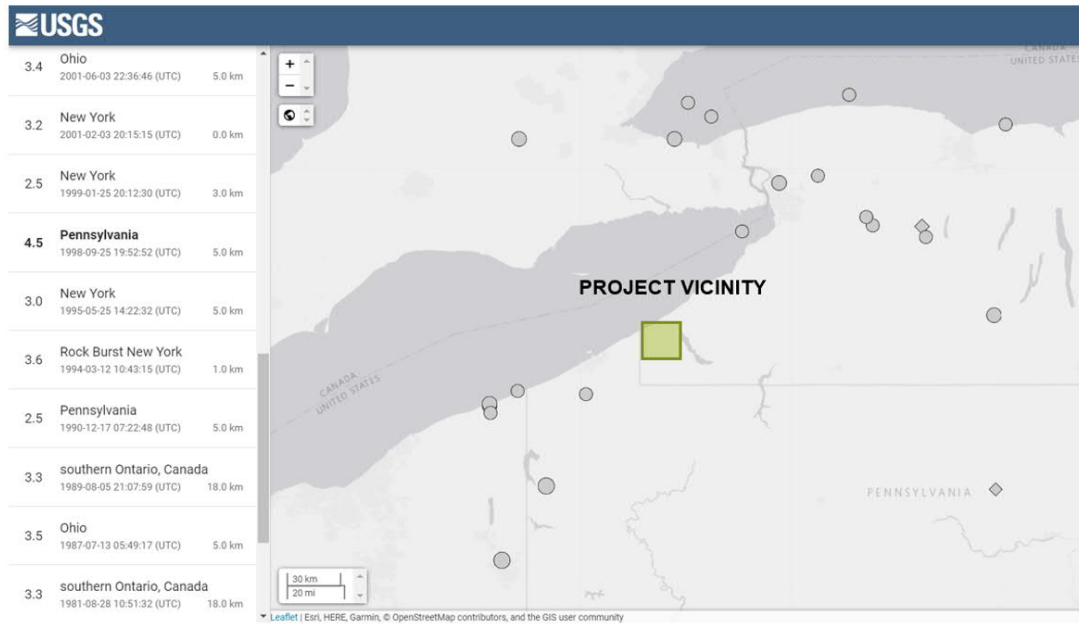 USGS
3.4 Ohio
2001-06-03 22:36:46 (UTC) 5.0 km
3.2 New York
2001-02-03 20:15:15 (UTC) 0.0 km
2.5 New York
1999-01-25 20:12:30 (UTC) 3.0 km
4.5 Pennsylvania
1998-09-25 19:52:52 (UTC) 5.0 km
3.0 New York
1995-05-25 14:22:32 (UTC) 5.0 km
3.6 Rock Burst New York
1994-03-12 10:43:15 (UTC) 1.0 km
2.5 Pennsylvania
1990-12-17 07:22:48 (UTC) 5.0 km
3.3 southern Ontario, Canada
1989-08-05 21:07:59 (UTC) 18.0 km
3.5 Ohio
1987-07-13 05:49:17 (UTC) 5.0 km
3.3 southern Ontario, Canada
1981-08-28 10:51:32 (UTC) 18.0 km
+
−
CANADA
UNITED STATES
PROJECT VICINITY
CANADA
UNITED STATES
PENNSYLVANIA
30 km
20 mi
Leaflet | Esri, HERE, Garmin, © OpenStreetMap contributors, and the GIS user community